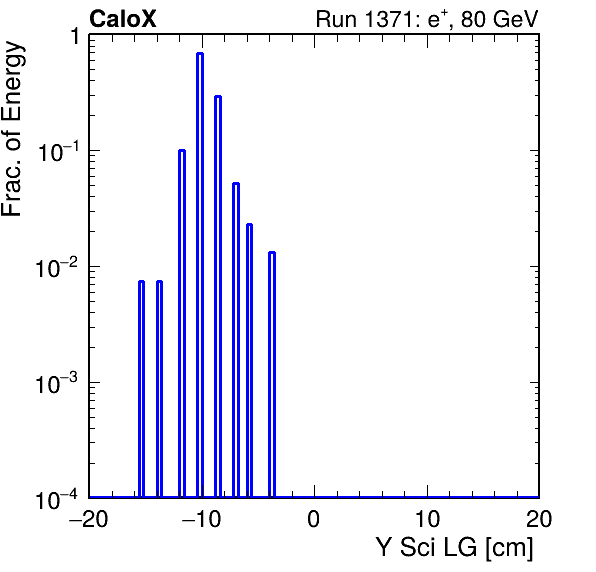 CaloX Run 1371: e⁺, 80 GeV
Frac. of Energy
1
10⁻¹
10⁻²
10⁻³
10⁻⁴
−20 −10 0 10 20
Y Sci LG [cm]